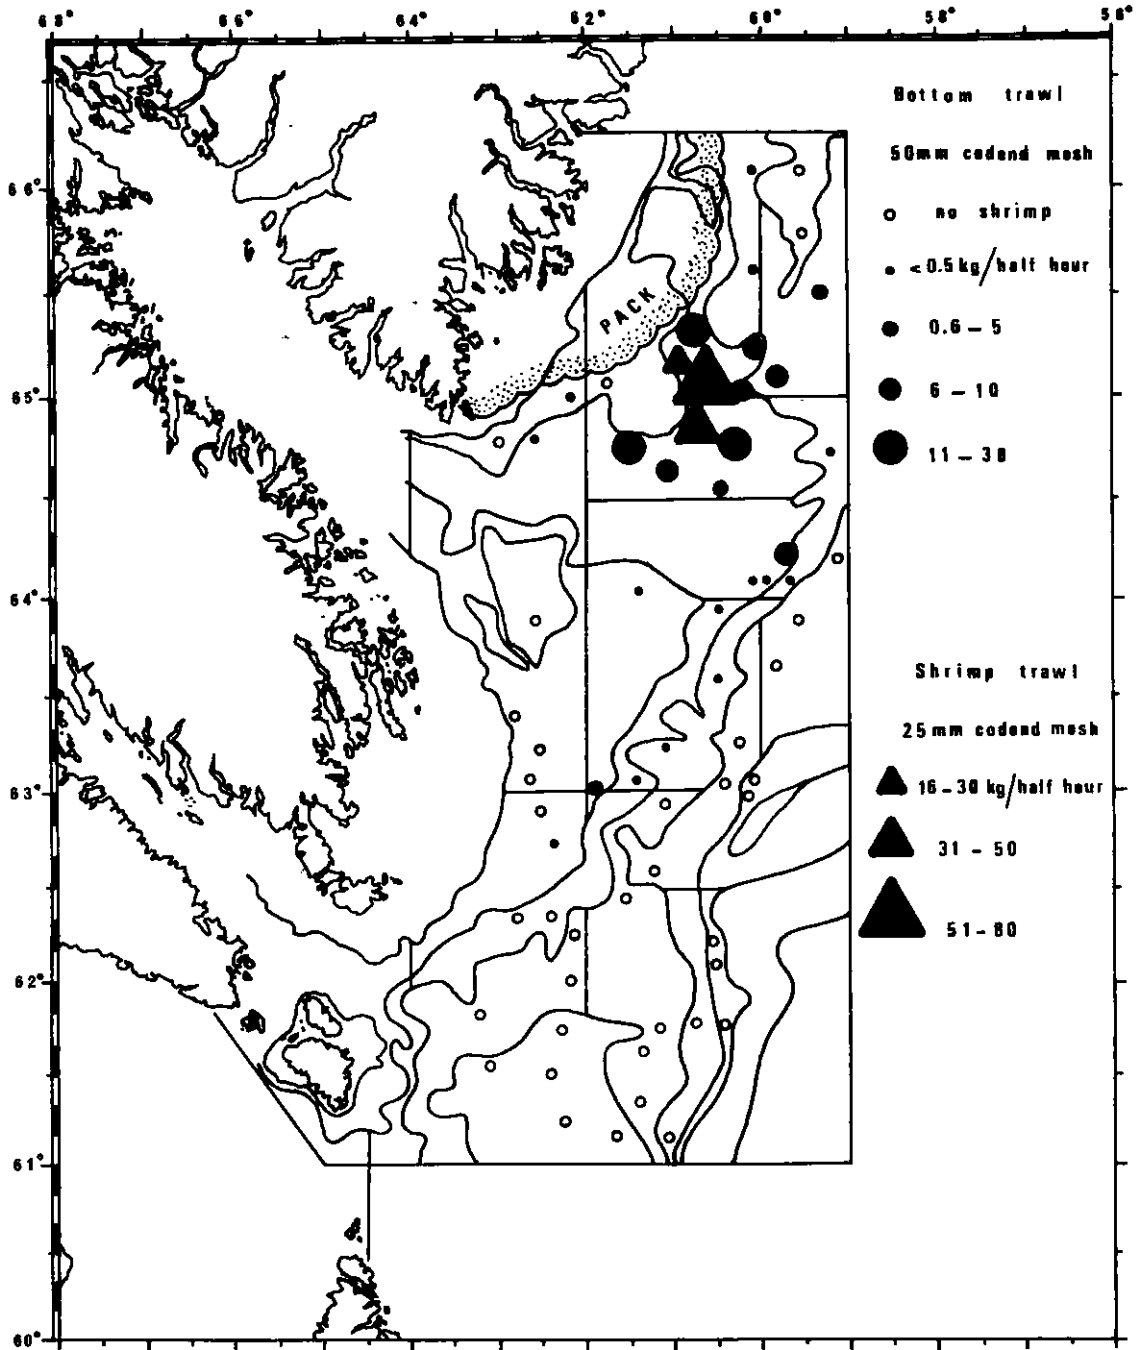 68° 66° 64° 62° 60° 58° 56°
66°
65°
64°
63°
62°
61°
60°
PACK
Bottom trawl
50mm codend mesh
no shrimp
<0.5kg/half hour
0.6 – 5
6 – 10
11 – 38
Shrimp trawl
25mm codend mesh
16–30 kg/half hour
31 – 50
51 – 80